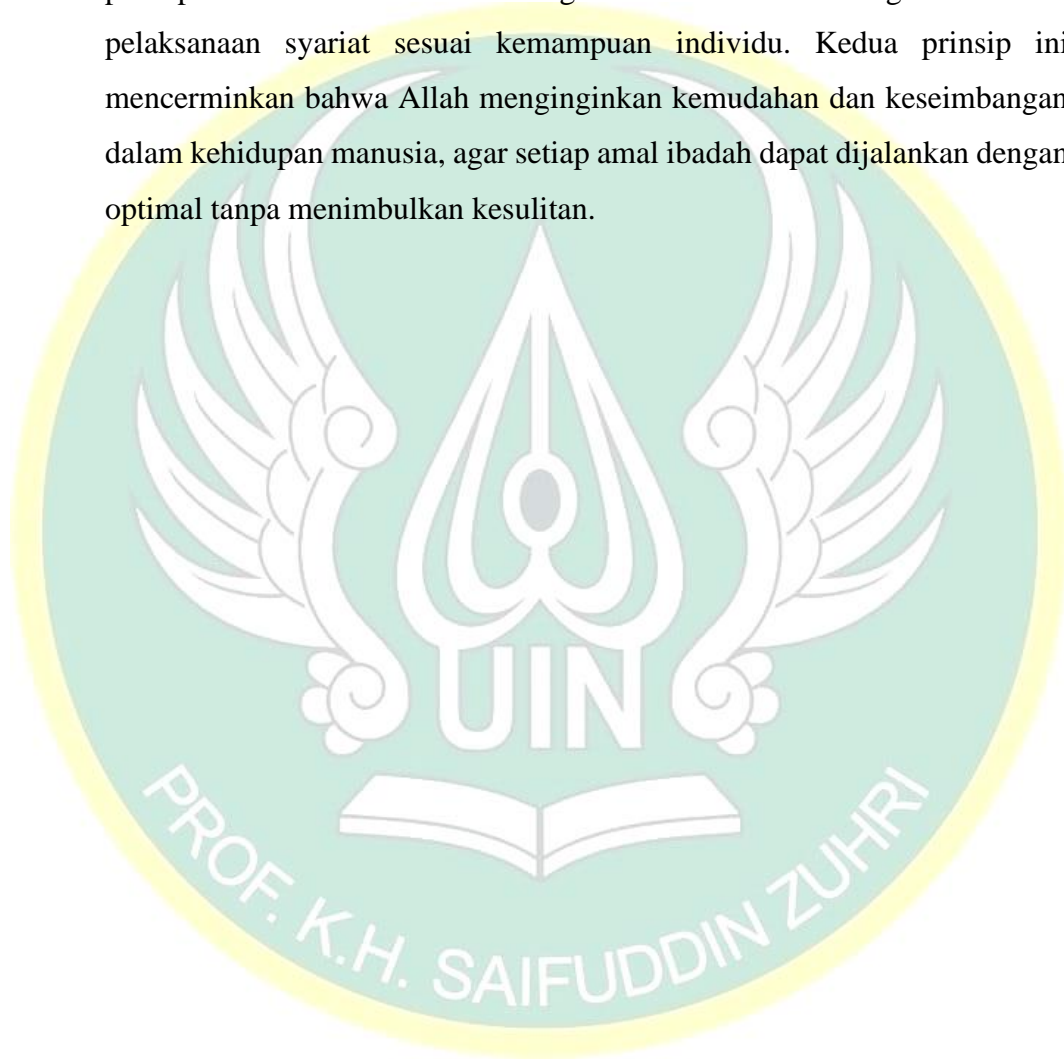 pelaksanaan syariat sesuai kemampuan individu. Kedua prinsip ini
mencerminkan bahwa Allah menginginkan kemudahan dan keseimbangan
dalam kehidupan manusia, agar setiap amal ibadah dapat dijalankan dengan
optimal tanpa menimbulkan kesulitan.
UIN
PROF. K.H. SAIFUDDIN ZUHRI